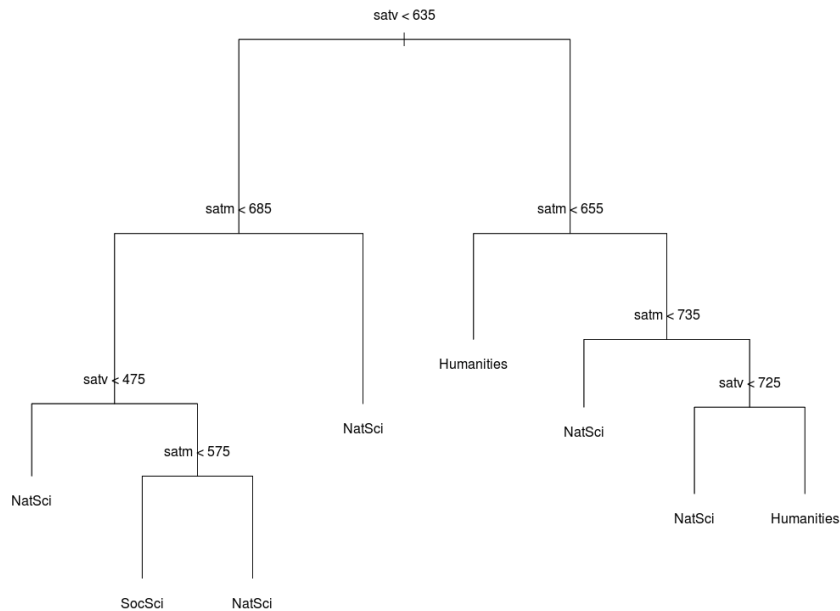 satv < 635
satm < 685
satm < 655
satm < 735
Humanities
satv < 475
satv < 725
NatSci
NatSci
satm < 575
NatSci
NatSci
Humanities
SocSci
NatSci